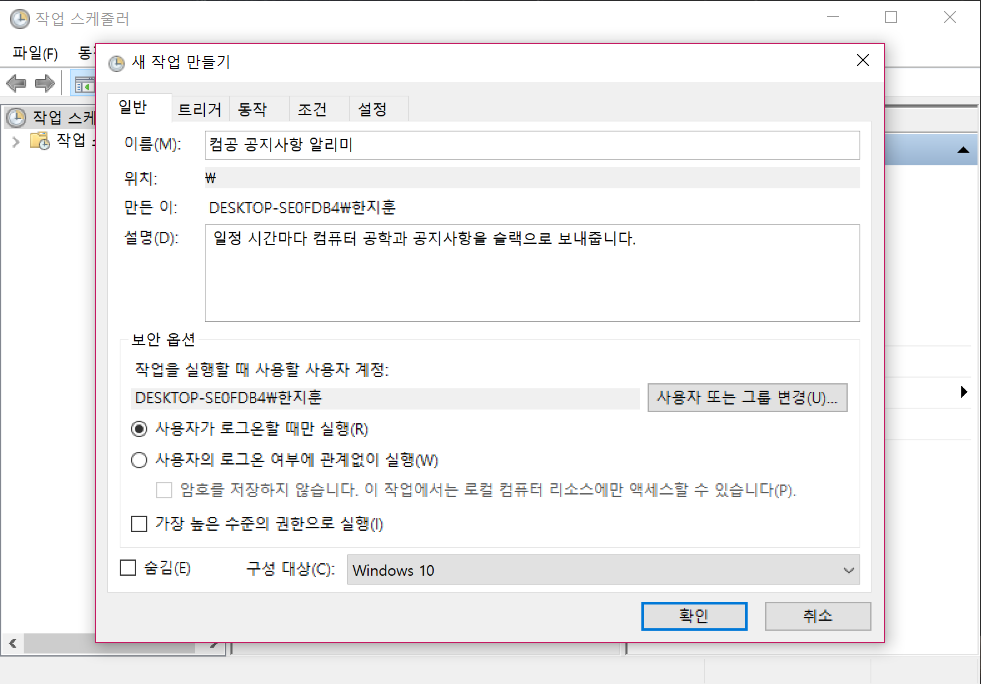 작업 스케줄러
파일(F)
새 작업 만들기
작업 스케
작업
일반 트리거 동작 조건 설정
이름(M): 컴공 공지사항 알리미
위치: ₩
만든 이: DESKTOP-SE0FDB4₩한지훈
설명(D): 일정 시간마다 컴퓨터 공학과 공지사항을 슬랙으로 보내줍니다.
보안 옵션
작업을 실행할 때 사용할 사용자 계정:
DESKTOP-SE0FDB4₩한지훈 사용자 또는 그룹 변경(U)...
사용자가 로그온할 때만 실행(R)
사용자의 로그온 여부에 관계없이 실행(W)
암호를 저장하지 않습니다. 이 작업에서는 로컬 컴퓨터 리소스에만 액세스할 수 있습니다(P).
가장 높은 수준의 권한으로 실행(I)
숨김(E) 구성 대상(C): Windows 10
확인 취소